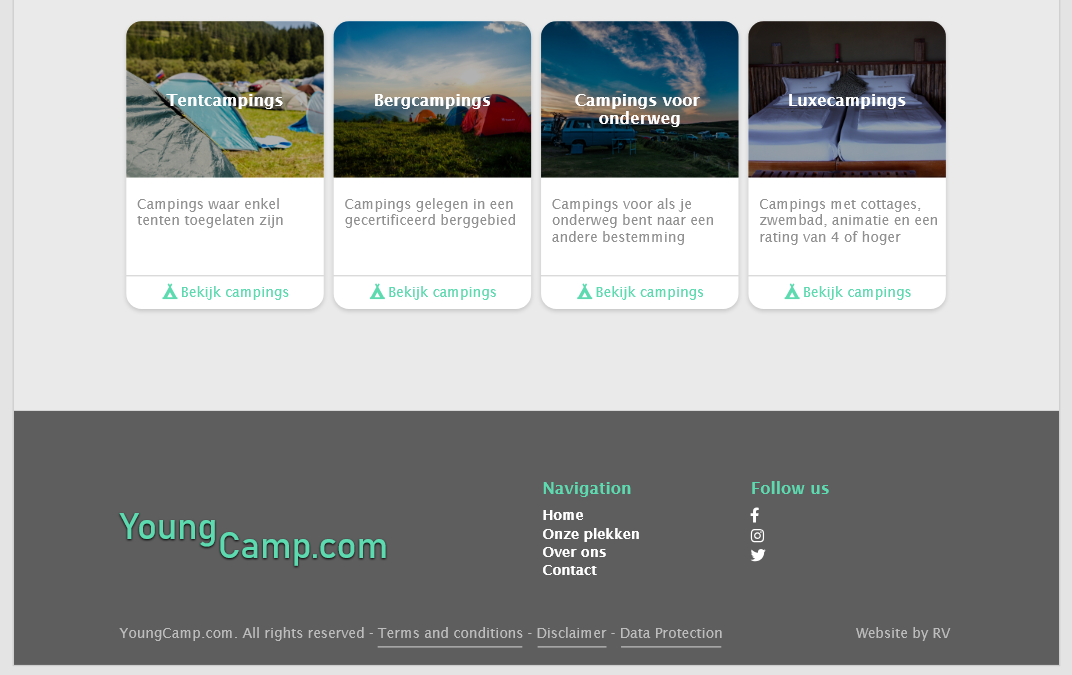 Tentcampings
Bergcampings
Campings voor
onderweg
Luxecampings
Campings waar enkel
tenten toegelaten zijn
Campings gelegen in een
gecertificeerd berggebied
Campings voor als je
onderweg bent naar een
andere bestemming
Campings met cottages,
zwembad, animatie en een
rating van 4 of hoger
Bekijk campings
Bekijk campings
Bekijk campings
Bekijk campings
Young
Camp.com
Navigation
Home
Onze plekken
Over ons
Contact
Follow us
YoungCamp.com. All rights reserved - Terms and conditions - Disclaimer - Data Protection
Website by RV